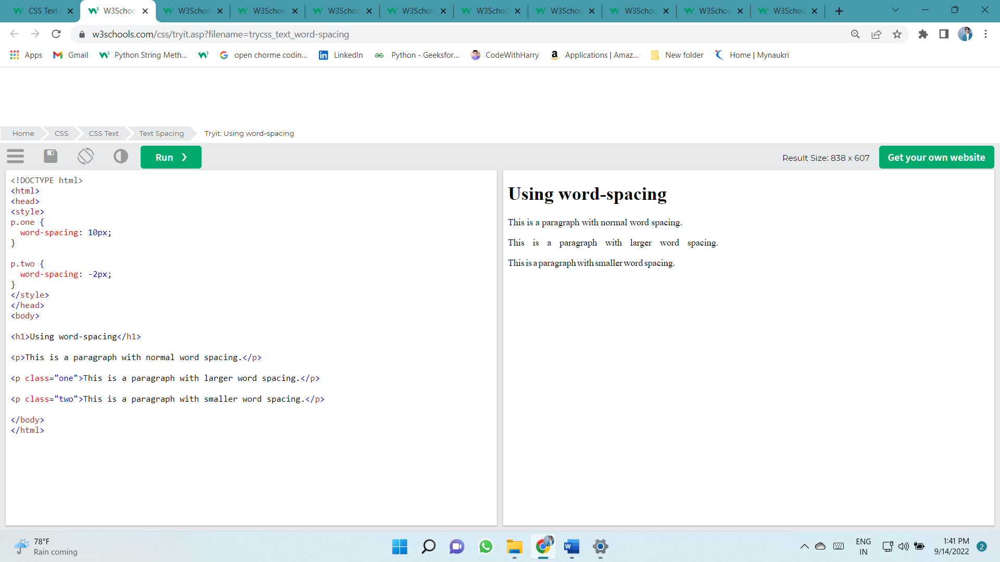 CSS Text
W3Schoo
W3Schoo
W3Schoo
W3Schoo
W3Schoo
W3Schoo
W3Schoo
W3Schoo
W3Schoo
W3Schoo
w3schools.com/css/tryit.asp?filename=trycss_text_word-spacing
Apps
Gmail
Python String Meth...
open chorme codin...
LinkedIn
Python - Geeksfor...
CodeWithHarry
Applications | Amaz...
New folder
Home | Mynaukri
Home
CSS
CSS Text
Text Spacing
Tryit: Using word-spacing
Run ❯
Result Size: 838 x 607
Get your own website
<!DOCTYPE html>
<html>
<head>
<style>
p.one {
  word-spacing: 10px;
}

p.two {
  word-spacing: -2px;
}
</style>
</head>
<body>

<h1>Using word-spacing</h1>

<p>This is a paragraph with normal word spacing.</p>

<p class="one">This is a paragraph with larger word spacing.</p>

<p class="two">This is a paragraph with smaller word spacing.</p>

</body>
</html>
Using word-spacing
This is a paragraph with normal word spacing.
This is a paragraph with larger word spacing.
This is a paragraph with smaller word spacing.
78°F
Rain coming
ENG
IN
1:41 PM
9/14/2022
2